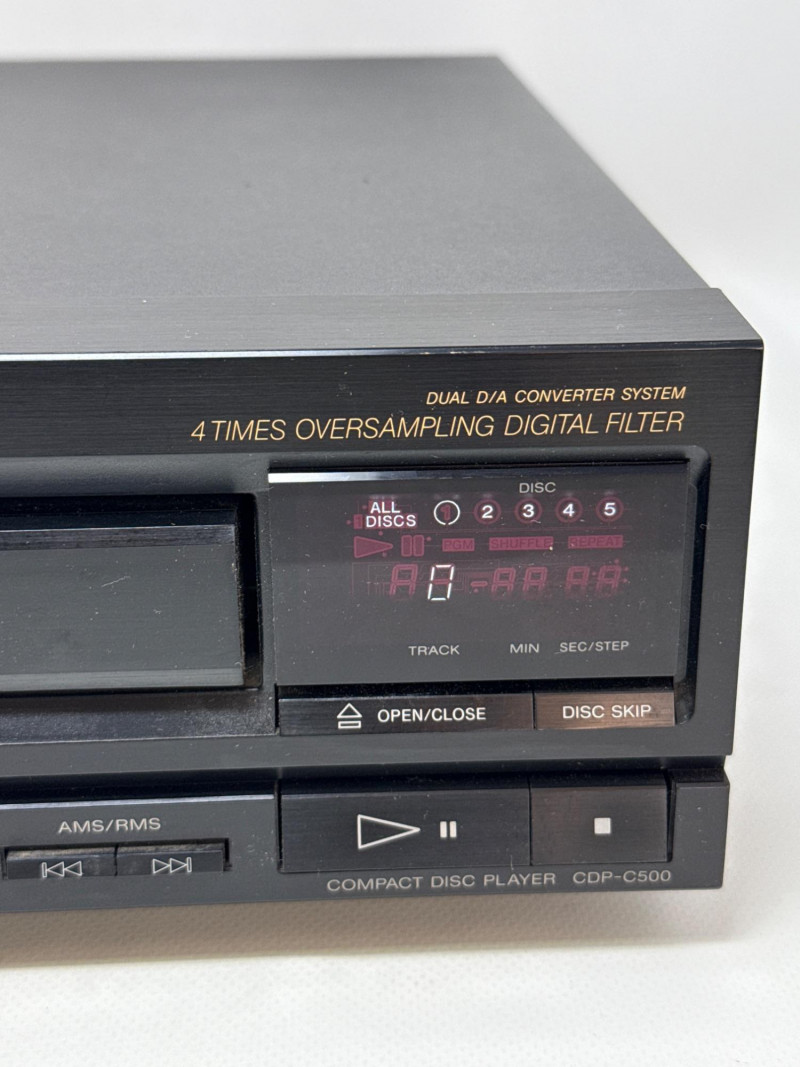 DUAL D/A CONVERTER SYSTEM
4 TIMES OVERSAMPLING DIGITAL FILTER
DISC
ALL DISCS 1 2 3 4 5
PGM SHUFFLE REPEAT
0
TRACK MIN SEC/STEP
OPEN/CLOSE DISC SKIP
AMS/RMS
COMPACT DISC PLAYER CDP-C500